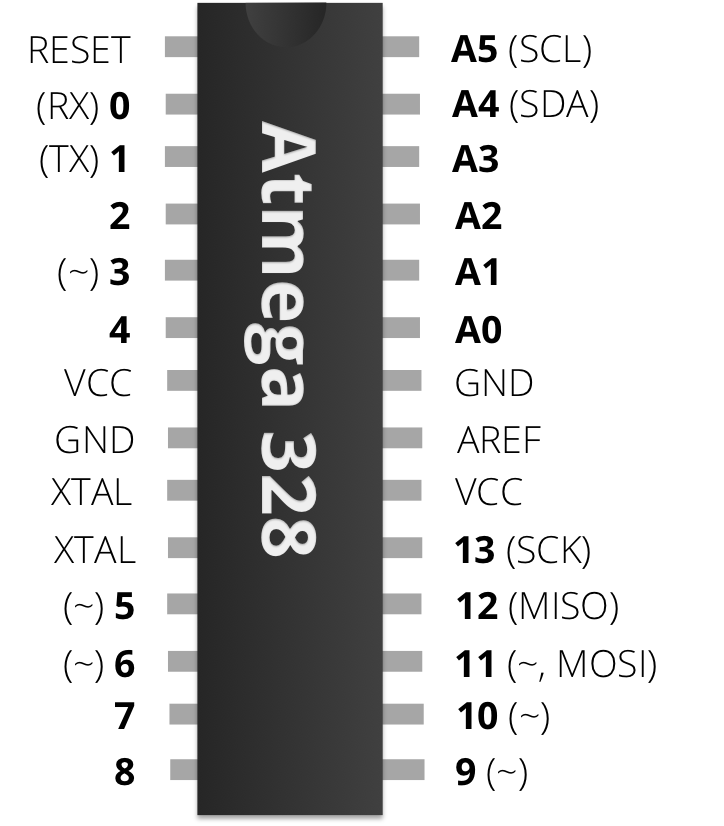 RESET
(RX) 0
(TX) 1
2
(~) 3
4
VCC
GND
XTAL
XTAL
(~) 5
(~) 6
7
8
Atmega 328
A5 (SCL)
A4 (SDA)
A3
A2
A1
A0
GND
AREF
VCC
13 (SCK)
12 (MISO)
11 (~, MOSI)
10 (~)
9 (~)